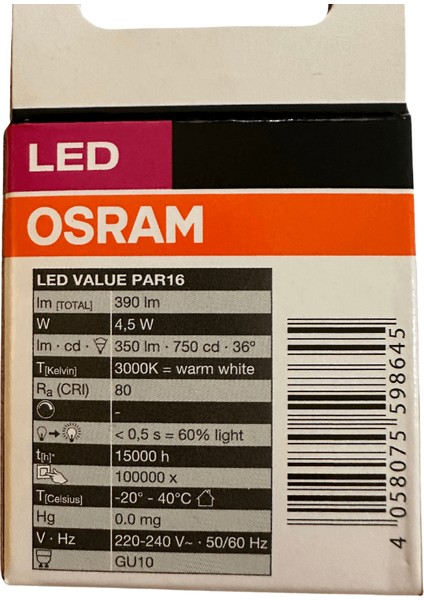 LED
OSRAM
LED VALUE PAR16
lm [TOTAL] 390 lm
W 4,5 W
lm · cd · 350 lm · 750 cd · 36º
T[Kelvin] 3000K = warm white
Ra (CRI) 80
-
< 0,5 s = 60% light
t[h]* 15000 h
100000 x
T[Celsius] -20° - 40°C
Hg 0.0 mg
V · Hz 220-240 V~ · 50/60 Hz
GU10
4 058075 598645